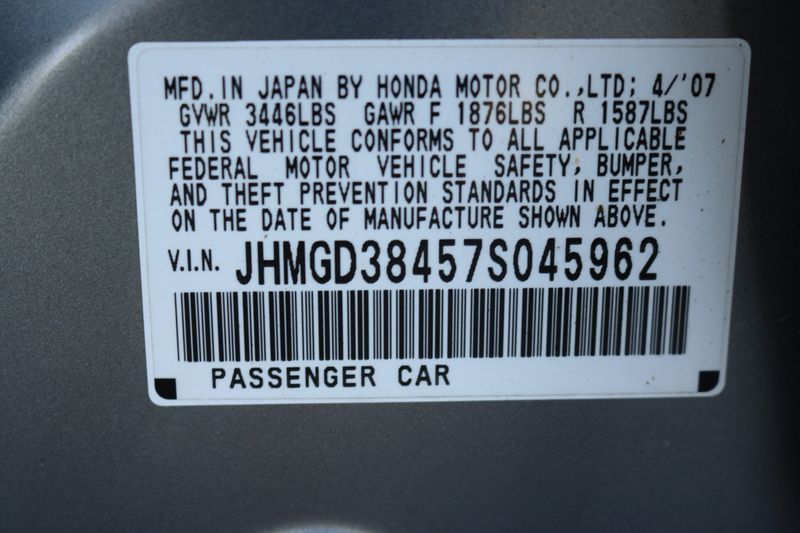 MFD. IN JAPAN BY HONDA MOTOR CO.,LTD; 4/'07
GVWR 3446LBS GAWR F 1876LBS R 1587LBS
THIS VEHICLE CONFORMS TO ALL APPLICABLE
FEDERAL MOTOR VEHICLE SAFETY, BUMPER,
AND THEFT PREVENTION STANDARDS IN EFFECT
ON THE DATE OF MANUFACTURE SHOWN ABOVE.
V.I.N. JHMGD38457S045962
PASSENGER CAR